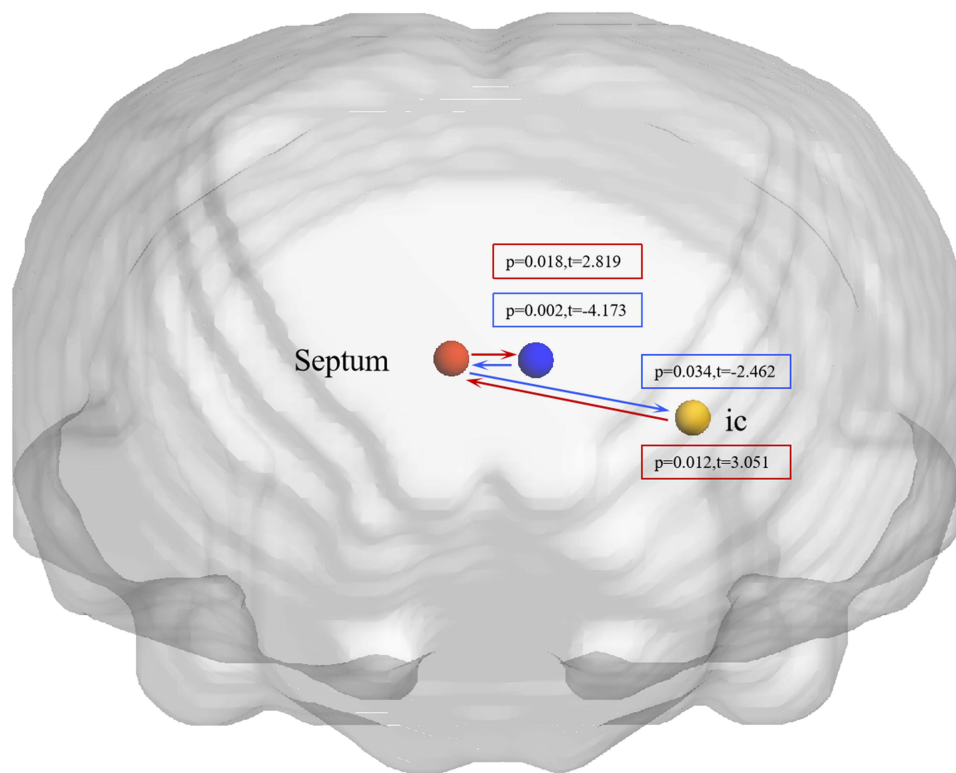 p=0.018,t=2.819
p=0.002,t=-4.173
Septum
p=0.034,t=-2.462
ic
p=0.012,t=3.051